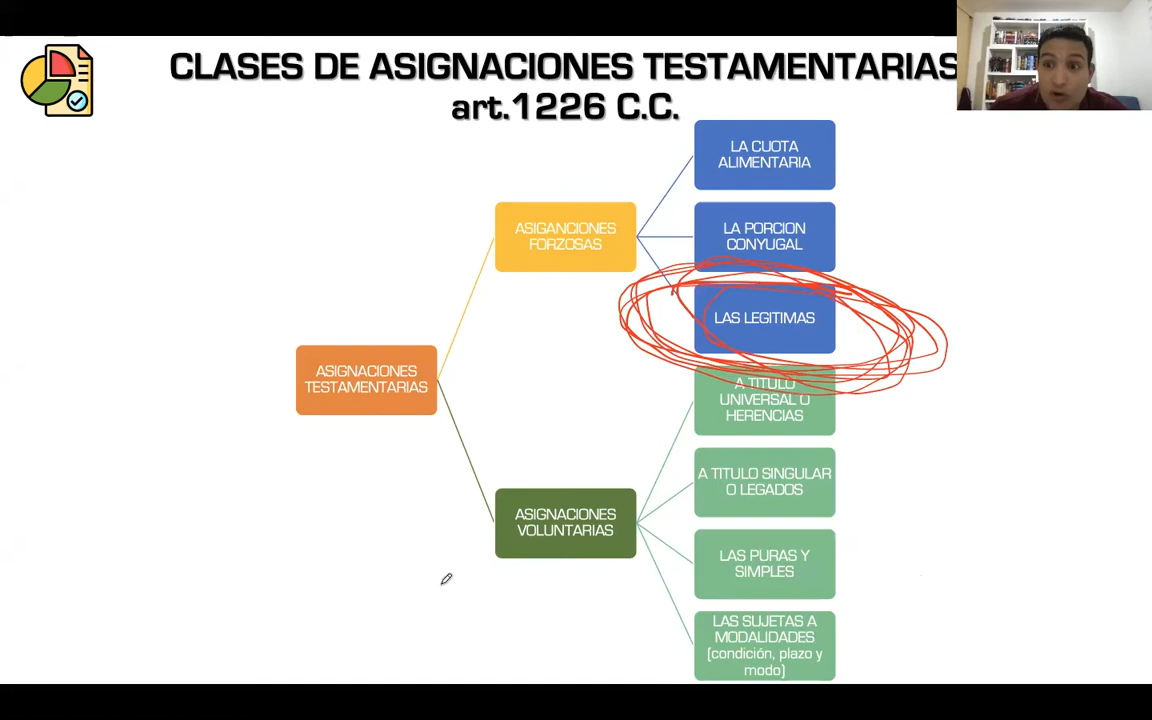 CLASES DE ASIGNACIONES TESTAMENTARIAS
art.1226 C.C.
LA CUOTA
ALIMENTARIA
ASIGANCIONES
FORZOSAS
LA PORCION
CONYUGAL
LAS LEGITIMAS
ASIGNACIONES
TESTAMENTARIAS
A TITULO
UNIVERSAL O
HERENCIAS
A TITULO SINGULAR
O LEGADOS
ASIGNACIONES
VOLUNTARIAS
LAS PURAS Y
SIMPLES
LAS SUJETAS A
MODALIDADES
(condición, plazo y
modo)